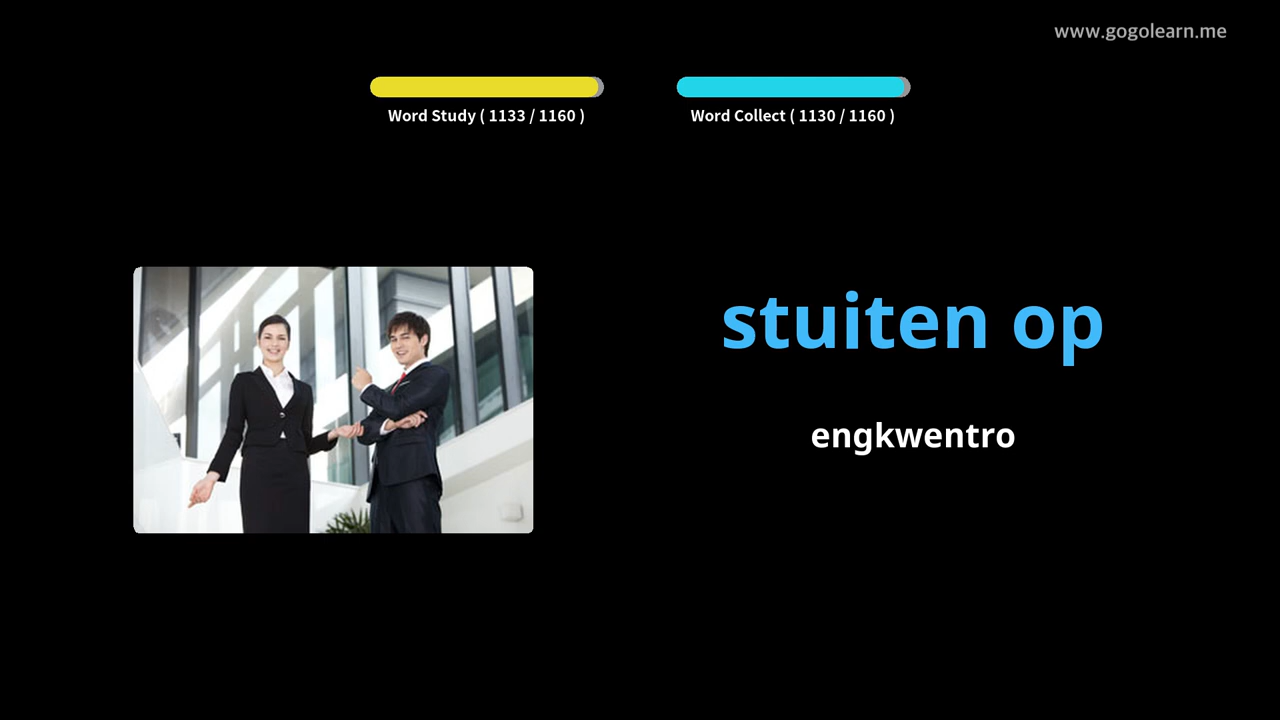 www.gogolearn.me
Word Study ( 1133 / 1160 )
Word Collect ( 1130 / 1160 )
stuiten op
engkwentro